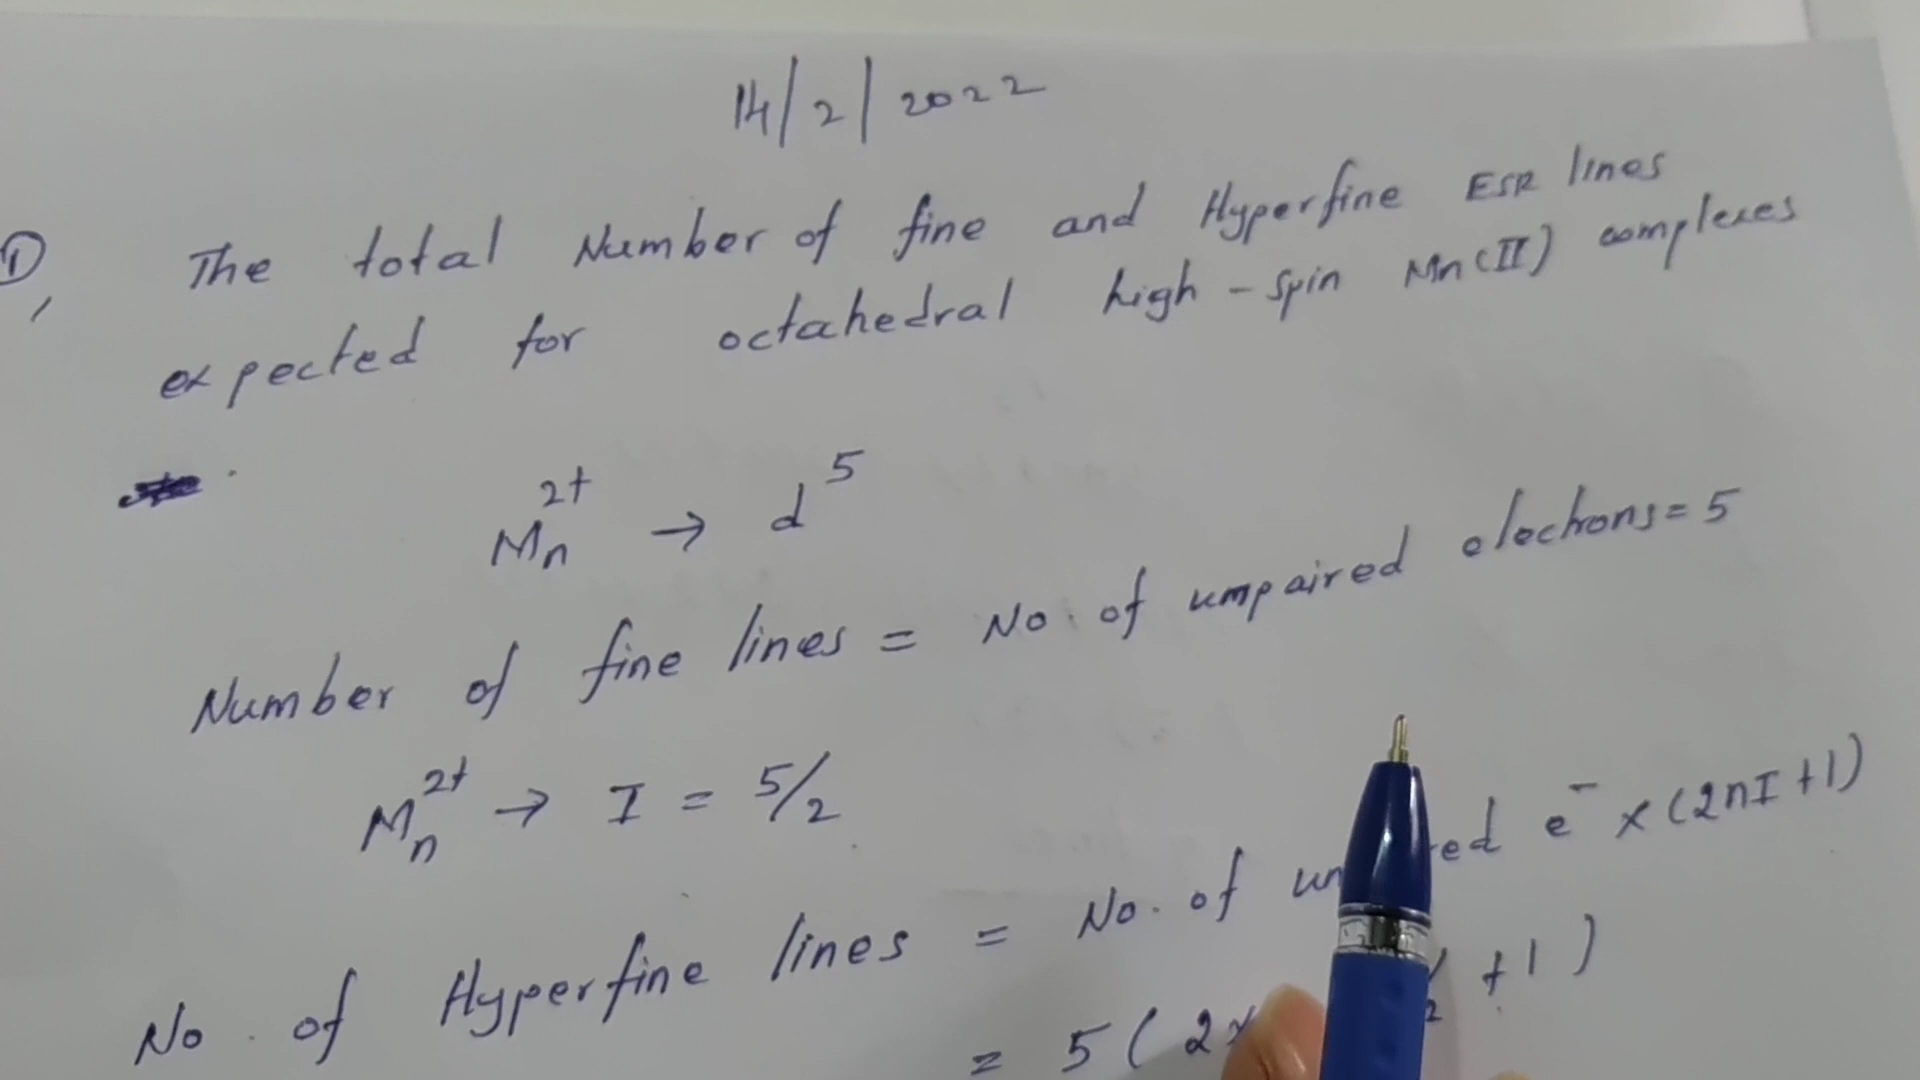 14/2/2022
1, The total Number of fine and Hyperfine ESR lines
expected for octahedral high-spin Mn(II) complexes
Mn²⁺ → d⁵
Number of fine lines = No. of umpaired electrons = 5
Mn²⁺ → I = 5/2
No. of Hyperfine lines = No. of e⁻ × (2nI + 1)
= 5 ( 2× + 1 )